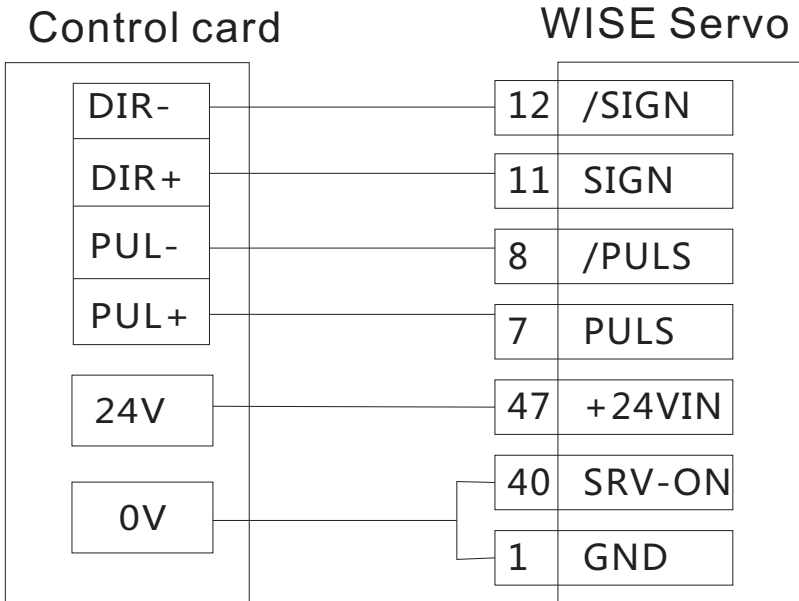 Control card
WISE Servo
DIR- 12 /SIGN
DIR+ 11 SIGN
PUL- 8 /PULS
PUL+ 7 PULS
24V 47 +24VIN
40 SRV-ON
0V
1 GND